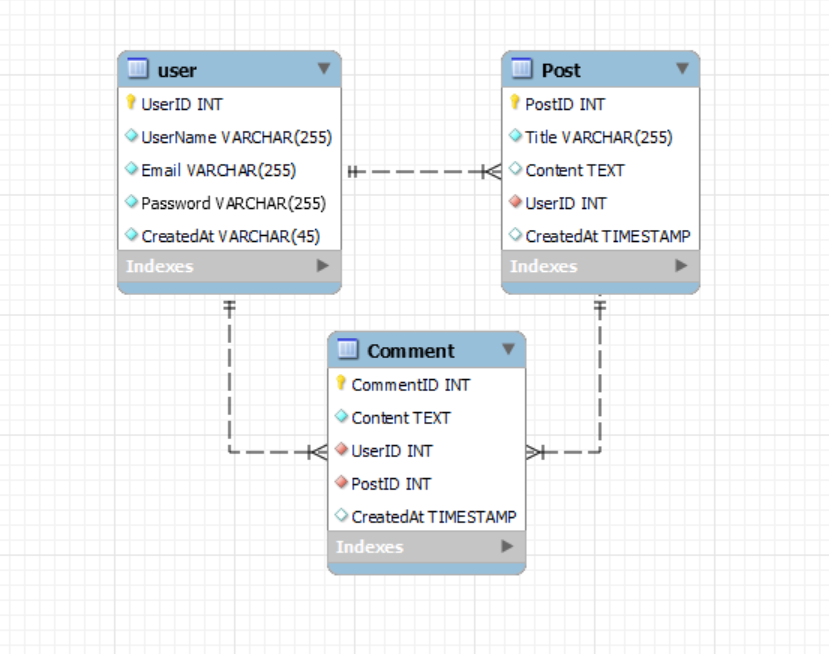 user
UserID INT
UserName VARCHAR(255)
Email VARCHAR(255)
Password VARCHAR(255)
CreatedAt VARCHAR(45)
Indexes
Post
PostID INT
Title VARCHAR(255)
Content TEXT
UserID INT
CreatedAt TIMESTAMP
Indexes
Comment
CommentID INT
Content TEXT
UserID INT
PostID INT
CreatedAt TIMESTAMP
Indexes